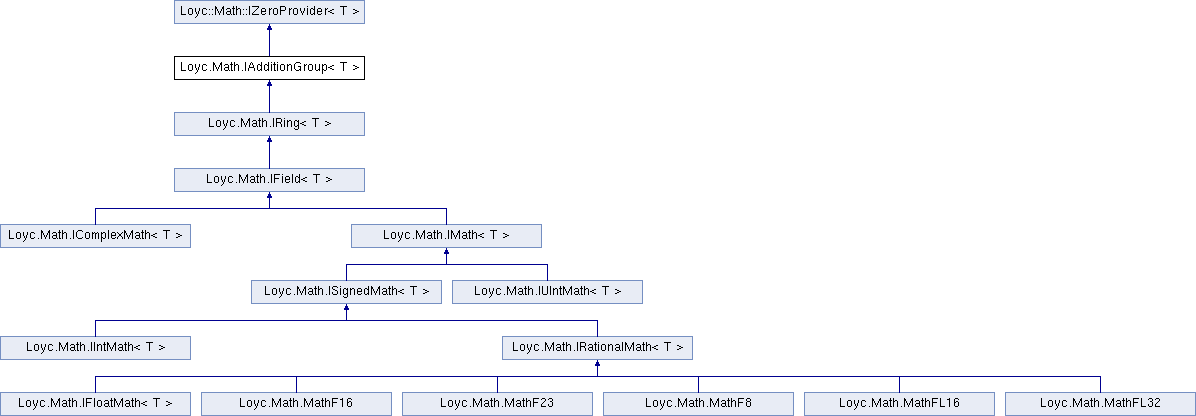 Loyc::Math::IZeroProvider< T >
Loyc.Math.IAdditionGroup< T >
Loyc.Math.IRing< T >
Loyc.Math.IField< T >
Loyc.Math.IComplexMath< T >
Loyc.Math.IMath< T >
Loyc.Math.ISignedMath< T >
Loyc.Math.IUIntMath< T >
Loyc.Math.IIntMath< T >
Loyc.Math.IRationalMath< T >
Loyc.Math.IFloatMath< T >
Loyc.Math.MathF16
Loyc.Math.MathF23
Loyc.Math.MathF8
Loyc.Math.MathFL16
Loyc.Math.MathFL32